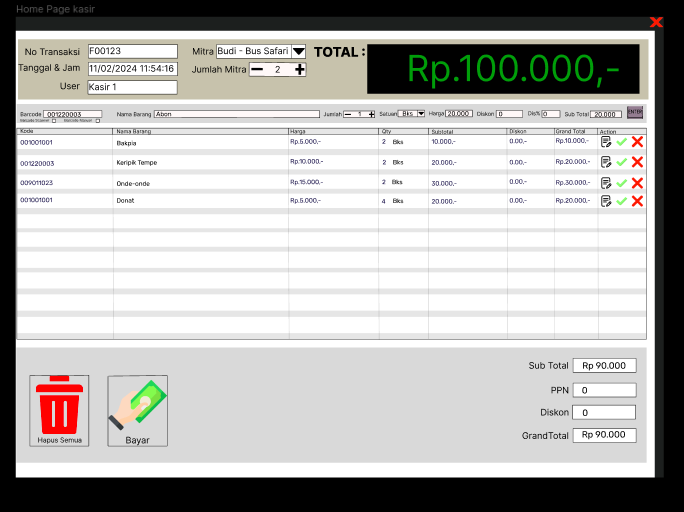 Home Page kasir
No Transaksi F00123 Mitra Budi - Bus Safari TOTAL : Rp.100.000,-
Tanggal & Jam 11/02/2024 11:54:16 Jumlah Mitra 2
User Kasir 1
Barcode 001220003 Nama Barang Abon Jumlah 1 Satuan Bks Harga 20.000 Diskon 0 Dis% 0 Sub Total 20.000 ENTER
Barcode Scanner Barcode Manual
Kode Nama Barang Harga Qty Subtotal Diskon Grand Total Action
001001001 Bakpia Rp.5.000,- 2 Bks 10.000,- 0.00,- Rp.10.000,-
001220003 Keripik Tempe Rp.10.000,- 2 Bks 20.000,- 0.00,- Rp.20.000,-
009011023 Onde-onde Rp.15.000,- 2 Bks 30.000,- 0.00,- Rp.30.000,-
001001001 Donat Rp.5.000,- 4 Bks 20.000,- 0.00,- Rp.20.000,-
Sub Total Rp 90.000
PPN 0
Diskon 0
GrandTotal Rp 90.000
Hapus Semua Bayar